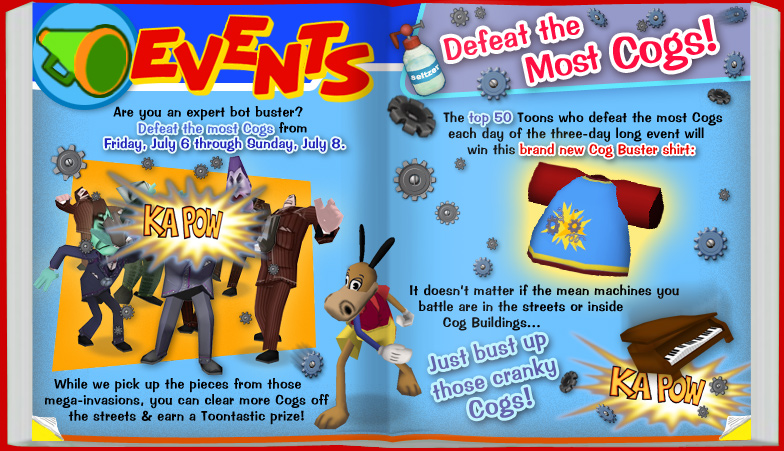 EVENTS
Are you an expert bot buster?
Defeat the most Cogs from
Friday, July 6 through Sunday, July 8.
KA POW
While we pick up the pieces from those
mega-invasions, you can clear more Cogs off
the streets & earn a Toontastic prize!
seltzer
Defeat the
Most Cogs!
The top 50 Toons who defeat the most Cogs
each day of the three-day long event will
win this brand new Cog Buster shirt:
It doesn't matter if the mean machines you
battle are in the streets or inside
Cog Buildings...
Just bust up
those cranky
Cogs!
KA POW